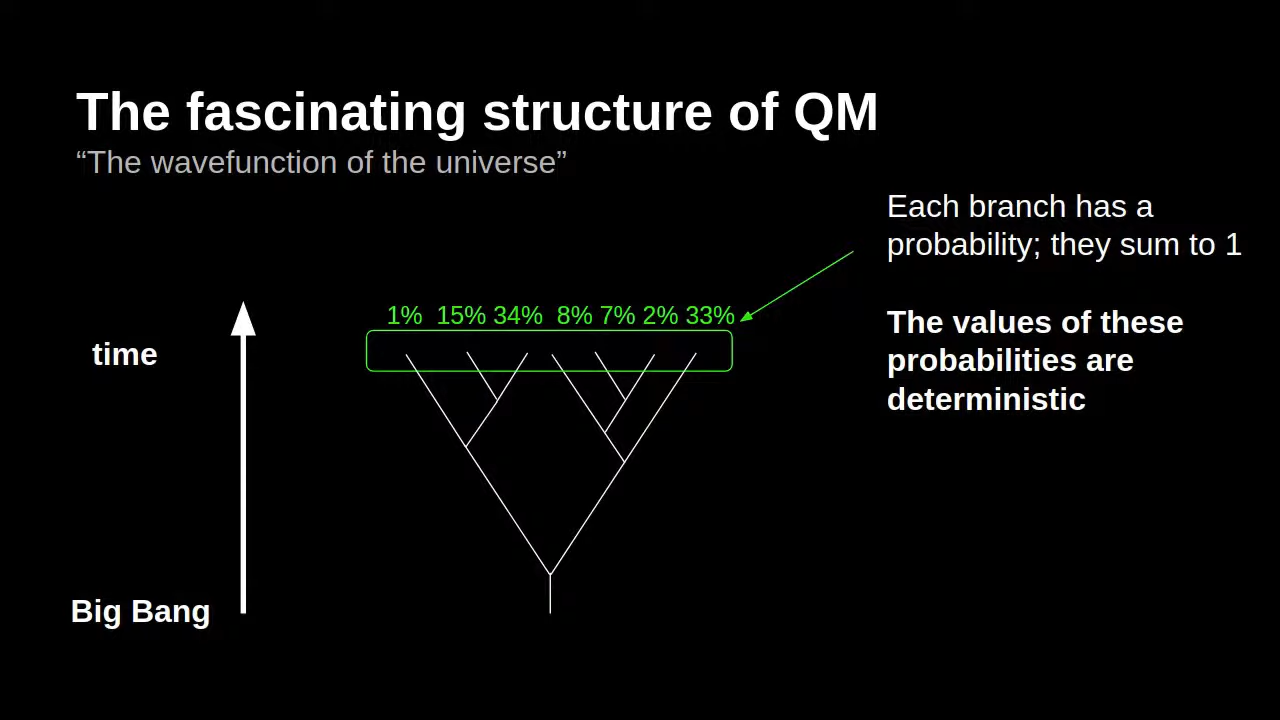 The fascinating structure of QM
“The wavefunction of the universe”
Each branch has a
probability; they sum to 1
1% 15% 34% 8% 7% 2% 33%
The values of these
probabilities are
deterministic
time
Big Bang